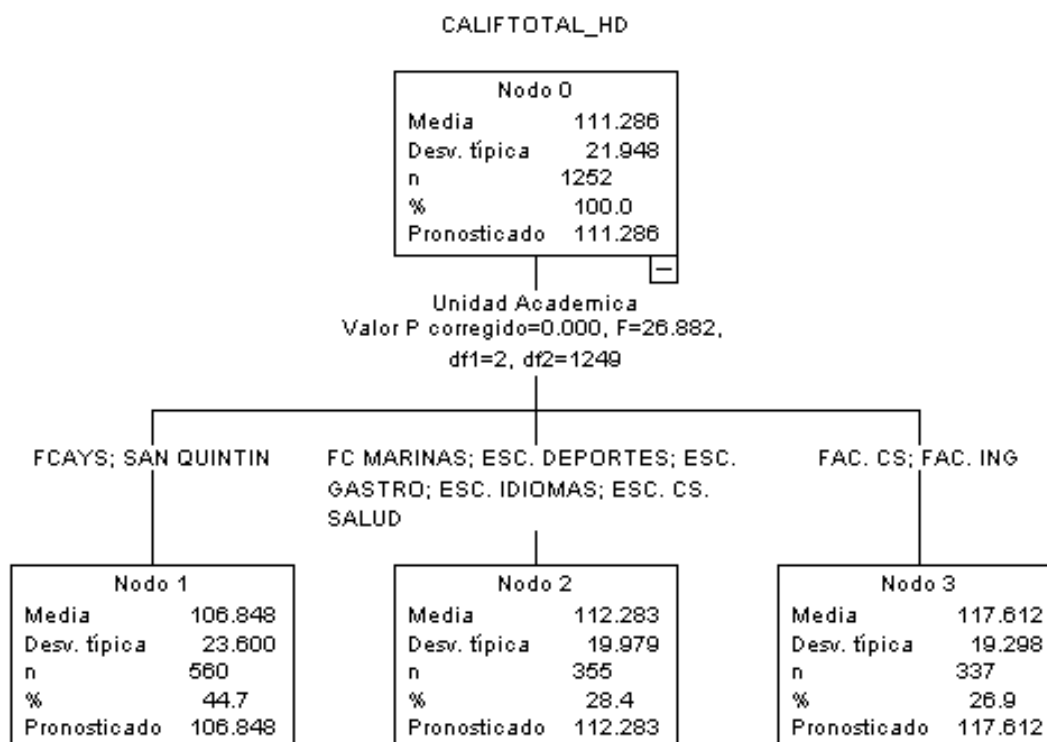 CALIFTOTAL_HD
Nodo 0
Media 111.286
Desv. típica 21.948
n 1252
% 100.0
Pronosticado 111.286
Unidad Academica
Valor P corregido=0.000, F=26.882,
df1=2, df2=1249
FCAYS; SAN QUINTIN
FC MARINAS; ESC. DEPORTES; ESC.
GASTRO; ESC. IDIOMAS; ESC. CS.
SALUD
FAC. CS; FAC. ING
Nodo 1
Media 106.848
Desv. típica 23.600
n 560
% 44.7
Pronosticado 106.848
Nodo 2
Media 112.283
Desv. típica 19.979
n 355
% 28.4
Pronosticado 112.283
Nodo 3
Media 117.612
Desv. típica 19.298
n 337
% 26.9
Pronosticado 117.612